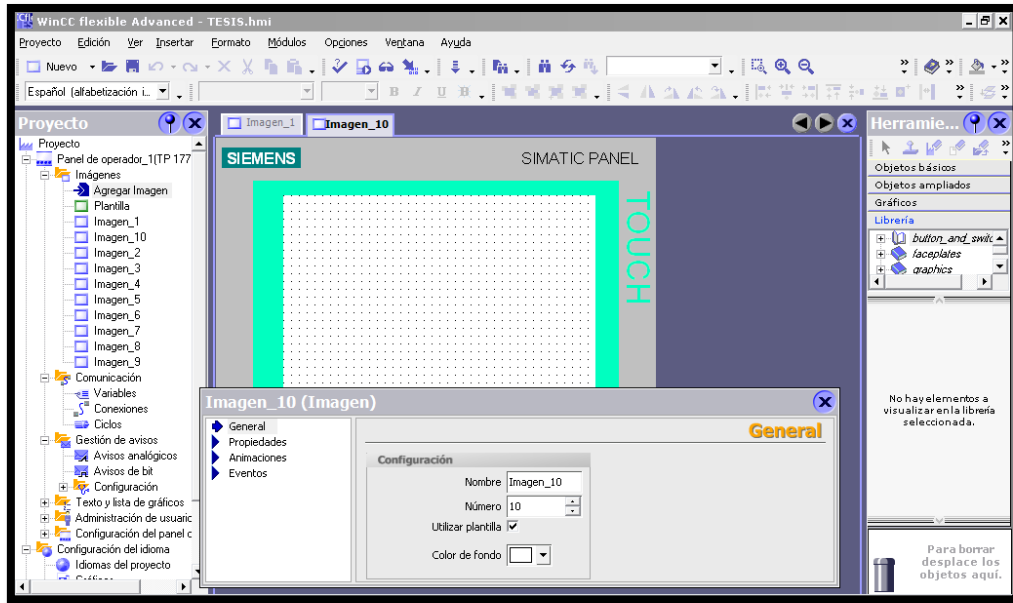 WinCC flexible Advanced - TESIS.hmi
Proyecto Edición Ver Insertar Formato Módulos Opciones Ventana Ayuda
Nuevo
Español (alfabetización i...
B I U B
Proyecto
Proyecto
Panel de operador_1(TP 177
Imágenes
Agregar Imagen
Plantilla
Imagen_1
Imagen_10
Imagen_2
Imagen_3
Imagen_4
Imagen_5
Imagen_6
Imagen_7
Imagen_8
Imagen_9
Comunicación
Variables
Conexiones
Ciclos
Gestión de avisos
Avisos analógicos
Avisos de bit
Configuración
Texto y lista de gráficos
Administración de usuaric
Configuración del panel c
Configuración del idioma
Idiomas del proyecto
Imagen_1 Imagen_10
SIEMENS SIMATIC PANEL
TOUCH
Imagen_10 (Imagen)
General
Propiedades
Animaciones
Eventos
General
Configuración
Nombre Imagen_10
Número 10
Utilizar plantilla
Color de fondo
Herramie...
Objetos básicos
Objetos ampliados
Gráficos
Librería
button_and_switc
faceplates
graphics
No hay elementos a
visualizar en la librería
seleccionada.
Para borrar
desplace los
objetos aquí.